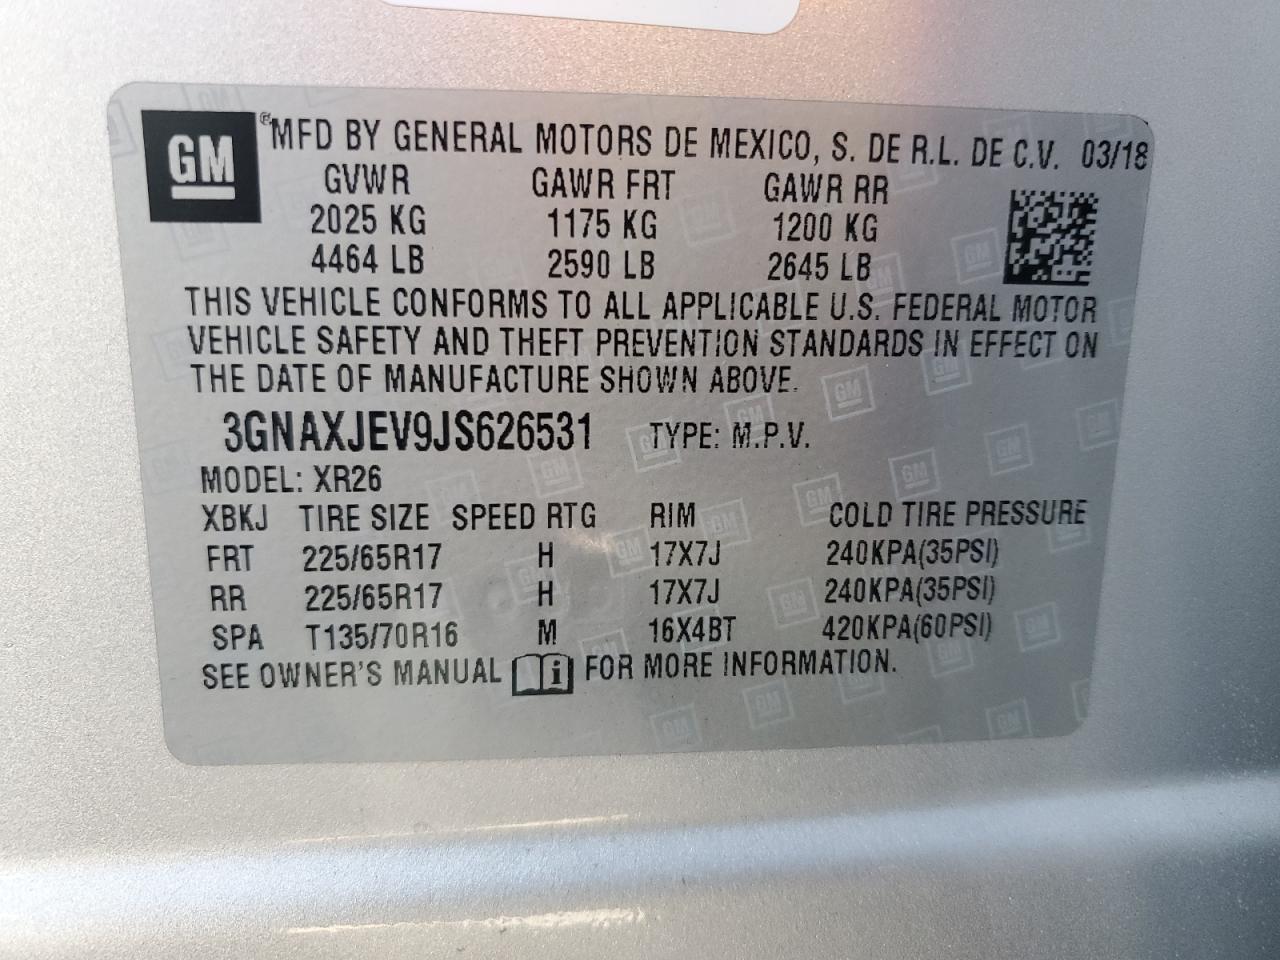 GM
®MFD BY GENERAL MOTORS DE MEXICO, S. DE R.L. DE C.V. 03/18
GVWR GAWR FRT GAWR RR
2025 KG 1175 KG 1200 KG
4464 LB 2590 LB 2645 LB
THIS VEHICLE CONFORMS TO ALL APPLICABLE U.S. FEDERAL MOTOR
VEHICLE SAFETY AND THEFT PREVENTION STANDARDS IN EFFECT ON
THE DATE OF MANUFACTURE SHOWN ABOVE.
3GNAXJEV9JS626531 TYPE: M.P.V.
MODEL: XR26
XBKJ TIRE SIZE SPEED RTG RIM COLD TIRE PRESSURE
FRT 225/65R17 H 17X7J 240KPA(35PSI)
RR 225/65R17 H 17X7J 240KPA(35PSI)
SPA T135/70R16 M 16X4BT 420KPA(60PSI)
SEE OWNER'S MANUAL i FOR MORE INFORMATION.